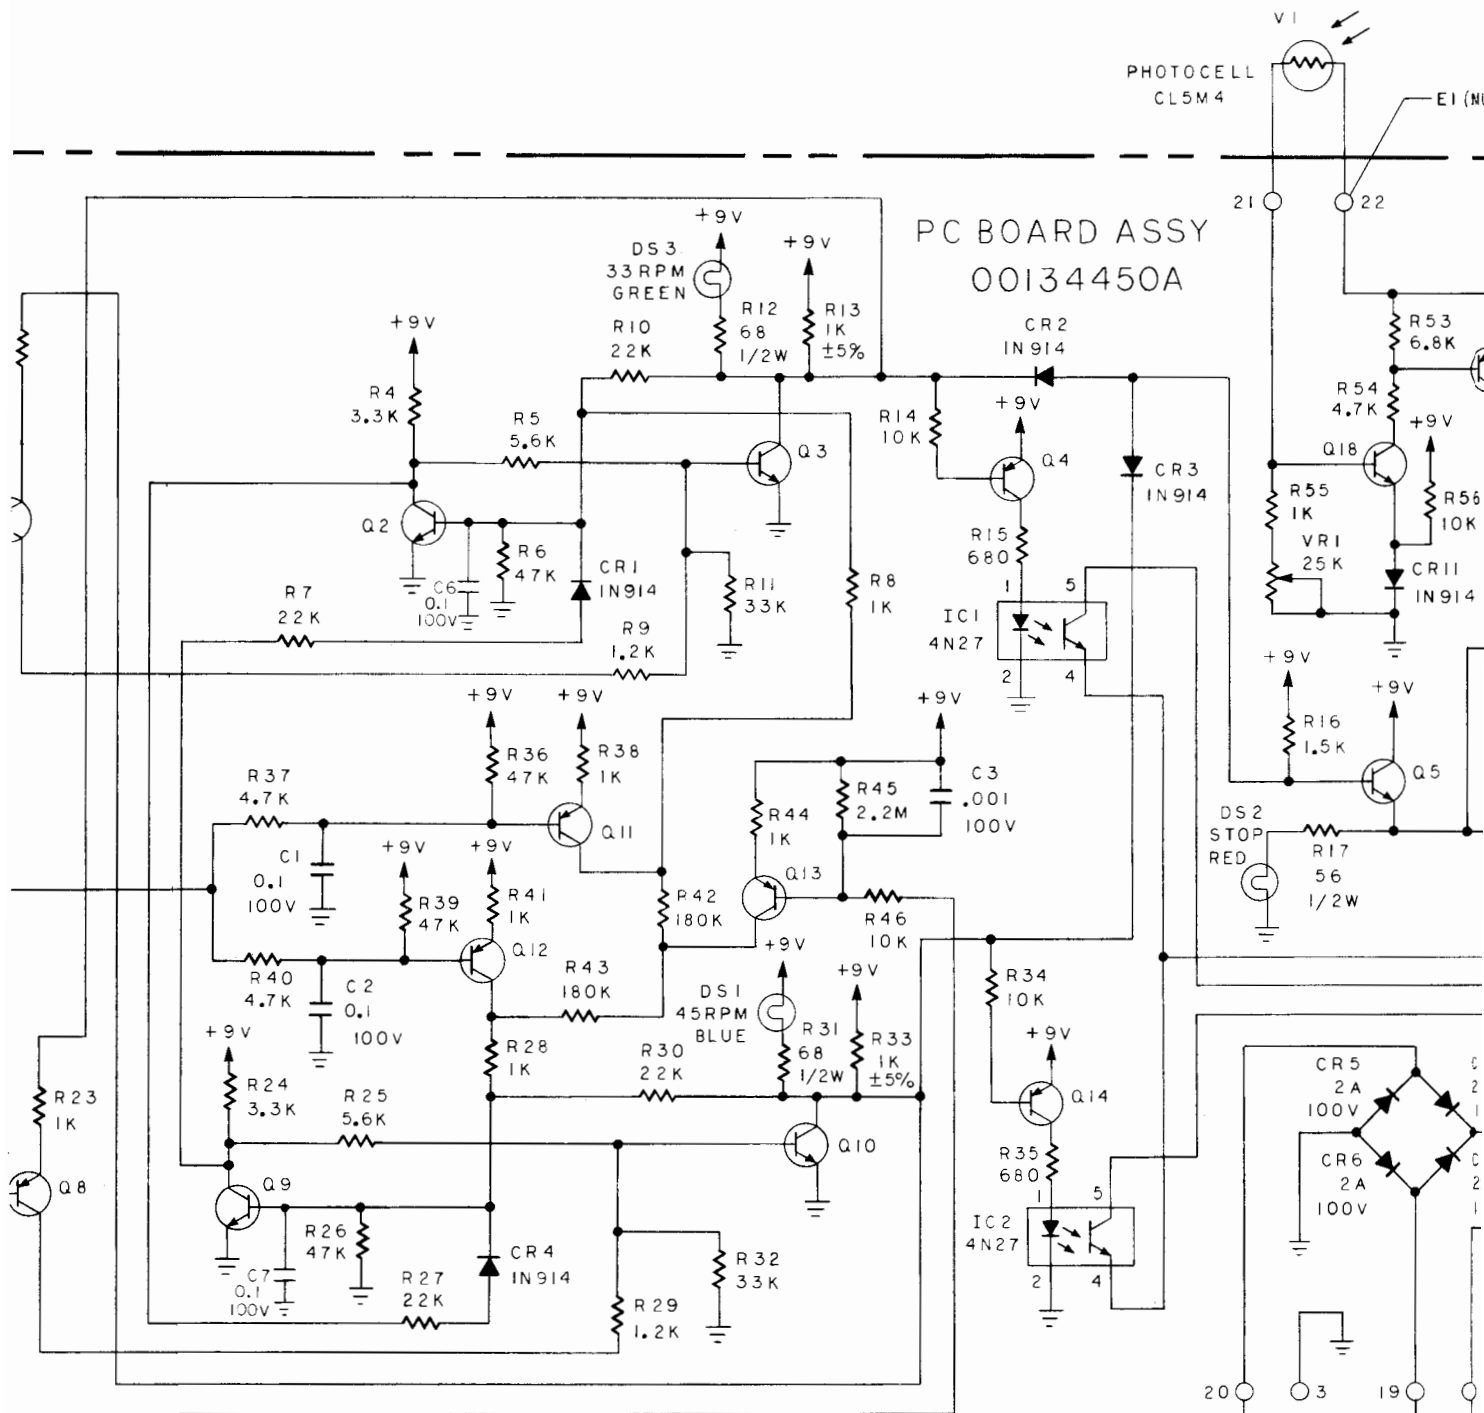 V1
PHOTOCELL
CL5M4
E1
21
22
PC BOARD ASSY
00134450A
+9V
DS3
33RPM
GREEN
+9V
R12
68
1/2W
R13
1K
±5%
R10
22K
CR2
1N914
R53
6.8K
+9V
R4
3.3K
R5
5.6K
Q3
R14
10K
+9V
Q4
CR3
1N914
R54
4.7K
+9V
Q18
R55
1K
R56
10K
VR1
25K
CR11
1N914
Q2
R6
47K
C6
0.1
100V
CR1
1N914
R11
33K
R8
1K
R15
680
1
5
IC1
4N27
2
4
R7
22K
R9
1.2K
+9V
+9V
+9V
+9V
+9V
R36
47K
R38
1K
R16
1.5K
Q5
R37
4.7K
Q11
R44
1K
R45
2.2M
C3
.001
100V
DS2
STOP
RED
R17
56
1/2W
C1
0.1
100V
+9V
+9V
R39
47K
R41
1K
R42
180K
Q13
R46
10K
Q12
R40
4.7K
C2
0.1
100V
R43
180K
+9V
DS1
45RPM
BLUE
+9V
R34
10K
+9V
R28
1K
R30
22K
R31
68
1/2W
R33
1K
±5%
+9V
R23
1K
R24
3.3K
R25
5.6K
Q14
CR5
2A
100V
Q10
R35
680
CR6
2A
100V
Q8
Q9
R26
47K
C7
0.1
100V
CR4
1N914
R27
22K
R32
33K
R29
1.2K
1
5
IC2
4N27
2
4
20
3
19